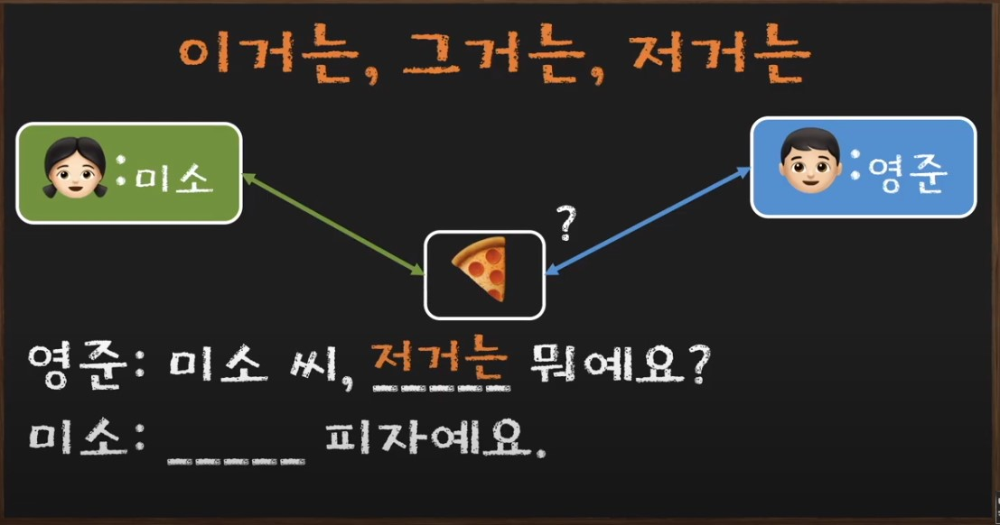 이거는, 그거는, 저거는
:미소
:영준
?
영준: 미소 씨, 저거는 뭐예요?
미소: _____ 피자예요.